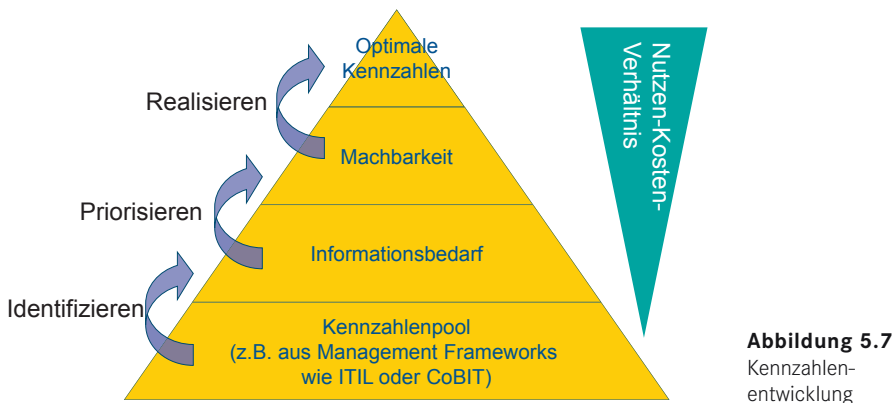 Optimale
Kennzahlen
Realisieren
Machbarkeit
Priorisieren
Informationsbedarf
Identifizieren
Kennzahlenpool
(z.B. aus Management Frameworks
wie ITIL oder CoBIT)
Nutzen-Kosten-
Verhältnis
Abbildung 5.7
Kennzahlen-
entwicklung